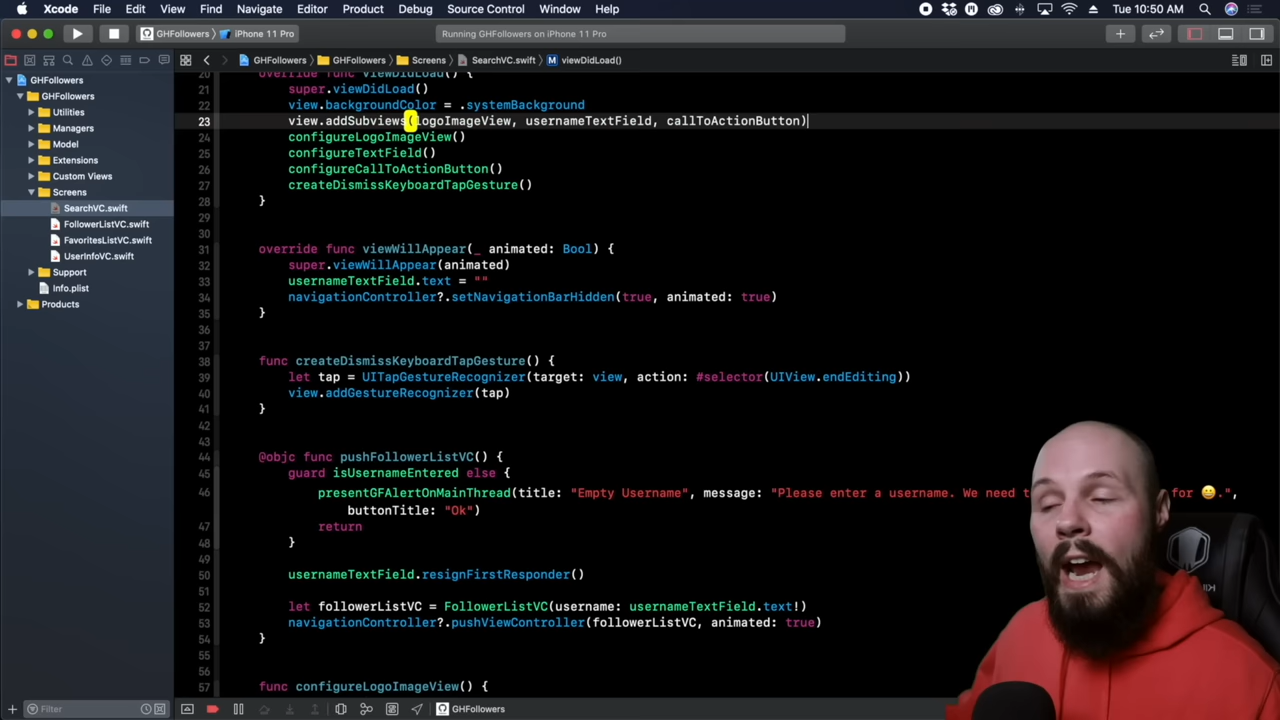 Xcode File Edit View Find Navigate Editor Product Debug Source Control Window Help Tue 10:50 AM
GHFollowers iPhone 11 Pro Running GHFollowers on iPhone 11 Pro
GHFollowers GHFollowers Screens SearchVC.swift M viewDidLoad()
GHFollowers
GHFollowers
Utilities
Managers
Model
Extensions
Custom Views
Screens
SearchVC.swift
FollowerListVC.swift
FavoritesListVC.swift
UserInfoVC.swift
Support
Info.plist
Products
20 override func viewDidLoad() {
21 super.viewDidLoad()
22 view.backgroundColor = .systemBackground
23 view.addSubviews(logoImageView, usernameTextField, callToActionButton)
24 configureLogoImageView()
25 configureTextField()
26 configureCallToActionButton()
27 createDismissKeyboardTapGesture()
28 }
29
30
31 override func viewWillAppear(_ animated: Bool) {
32 super.viewWillAppear(animated)
33 usernameTextField.text = ""
34 navigationController?.setNavigationBarHidden(true, animated: true)
35 }
36
37
38 func createDismissKeyboardTapGesture() {
39 let tap = UITapGestureRecognizer(target: view, action: #selector(UIView.endEditing))
40 view.addGestureRecognizer(tap)
41 }
42
43
44 @objc func pushFollowerListVC() {
45 guard isUsernameEntered else {
46 presentGFAlertOnMainThread(title: "Empty Username", message: "Please enter a username. We need t for 😀.",
buttonTitle: "Ok")
47 return
48 }
49
50 usernameTextField.resignFirstResponder()
51
52 let followerListVC = FollowerListVC(username: usernameTextField.text!)
53 navigationController?.pushViewController(followerListVC, animated: true)
54 }
55
56
57 func configureLogoImageView() {
Filter GHFollowers